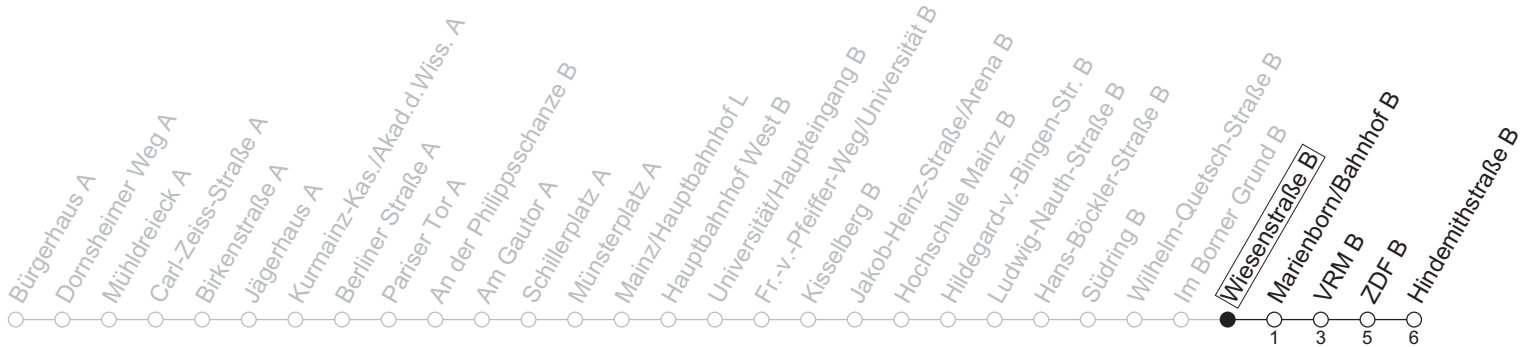 Bürgerhaus A
Dornsheimer Weg A
Mühldreieck A
Carl-Zeiss-Straße A
Birkenstraße A
Jägerhaus A
Kurmainz-Kas./Akad.d.Wiss. A
Berliner Straße A
Pariser Tor A
An der Philippsschanze B
Am Gautor A
Schillerplatz A
Münsterplatz A
Mainz/Hauptbahnhof L
Hauptbahnhof West B
Universität/Haupteingang B
Fr.-v.-Pfeiffer-Weg/Universität B
Kisselberg B
Jakob-Heinz-Straße/Arena B
Hochschule Mainz B
Hildegard-v.-Bingen-Str. B
Ludwig-Nauth-Straße B
Hans-Böckler-Straße B
Südring B
Wilhelm-Quetsch-Straße B
Im Borner Grund B
Wiesenstraße B
Marienborn/Bahnhof B
VRM B
ZDF B
Hindemithstraße B
1 3 5 6